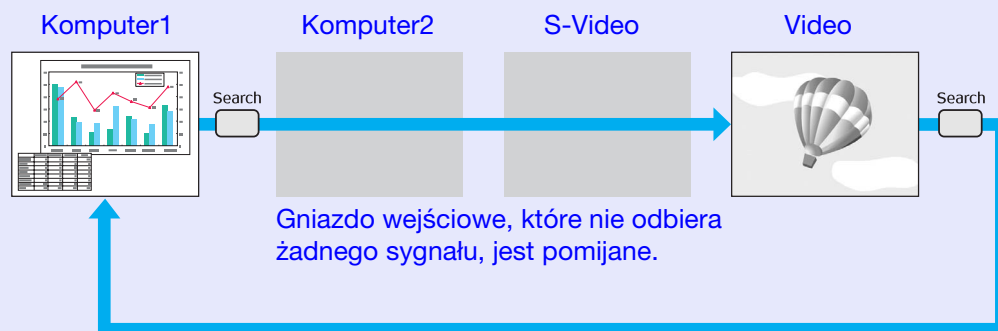 Komputer1 Komputer2 S-Video Video
Search Search
Gniazdo wejściowe, które nie odbiera
żadnego sygnału, jest pomijane.